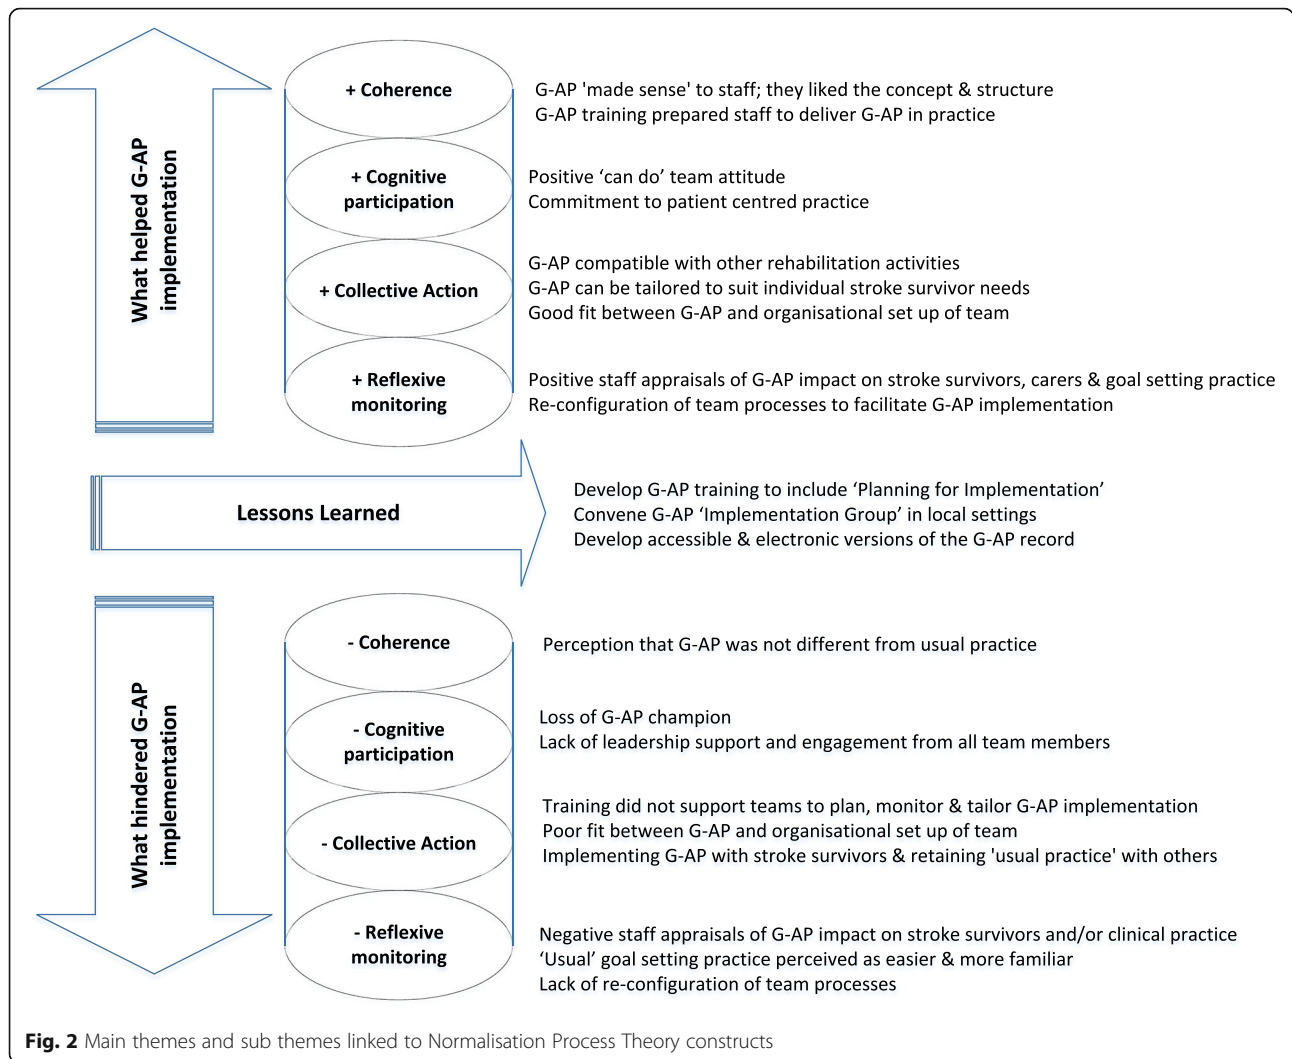 What helped G-AP
implementation
+ Coherence
G-AP 'made sense' to staff; they liked the concept & structure
G-AP training prepared staff to deliver G-AP in practice
+ Cognitive
participation
Positive ‘can do’ team attitude
Commitment to patient centred practice
+ Collective Action
G-AP compatible with other rehabilitation activities
G-AP can be tailored to suit individual stroke survivor needs
Good fit between G-AP and organisational set up of team
+ Reflexive
monitoring
Positive staff appraisals of G-AP impact on stroke survivors, carers & goal setting practice
Re-configuration of team processes to facilitate G-AP implementation
Lessons Learned
Develop G-AP training to include ‘Planning for Implementation’
Convene G-AP ‘Implementation Group’ in local settings
Develop accessible & electronic versions of the G-AP record
What hindered G-AP
implementation
- Coherence
Perception that G-AP was not different from usual practice
- Cognitive
participation
Loss of G-AP champion
Lack of leadership support and engagement from all team members
- Collective Action
Training did not support teams to plan, monitor & tailor G-AP implementation
Poor fit between G-AP and organisational set up of team
Implementing G-AP with stroke survivors & retaining 'usual practice' with others
- Reflexive
monitoring
Negative staff appraisals of G-AP impact on stroke survivors and/or clinical practice
‘Usual’ goal setting practice perceived as easier & more familiar
Lack of re-configuration of team processes
Fig. 2 Main themes and sub themes linked to Normalisation Process Theory constructs